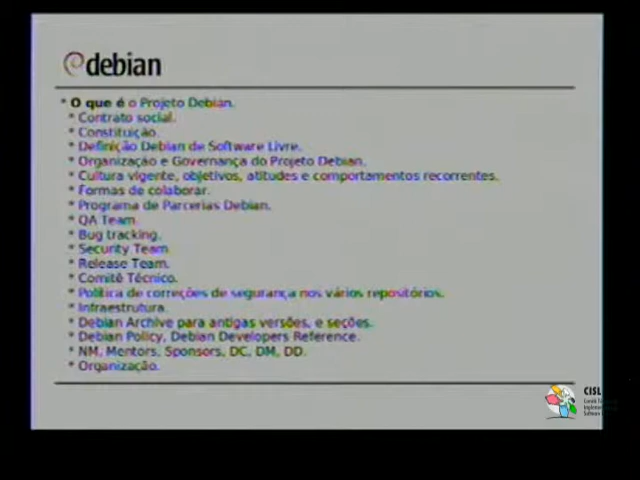 debian
* O que é o Projeto Debian.
* Contrato social.
* Constituição.
* Definição Debian de Software Livre.
* Organização e Governança do Projeto Debian.
* Cultura vigente, objetivos, atitudes e comportamentos recorrentes.
* Formas de colaborar.
* Programa de Parcerias Debian.
* QA Team.
* Bug tracking.
* Security Team.
* Release Team.
* Comitê Técnico.
* Política de correções de segurança nos vários repositórios.
* Infraestrutura.
* Debian Archive para antigas versões, e seções.
* Debian Policy, Debian Developers Reference.
* NM, Mentors, Sponsors, DC, DM, DD.
* Organização.
CISL